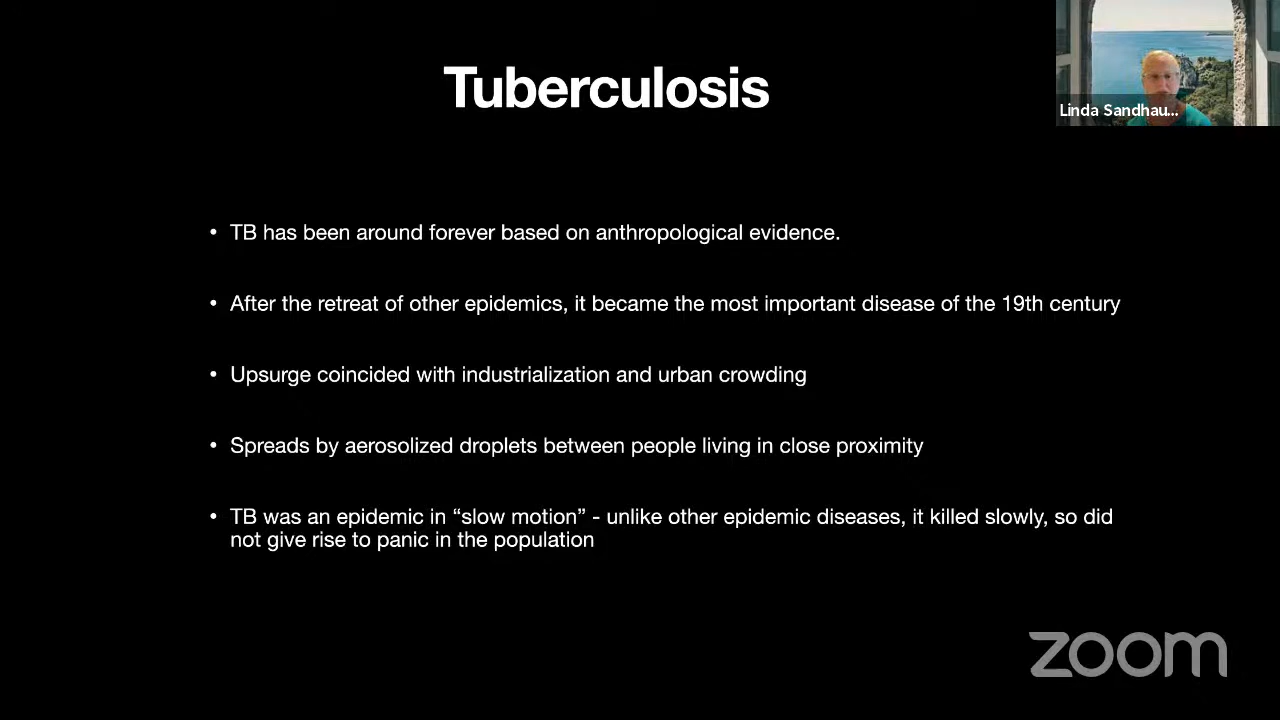 Tuberculosis
Linda Sandhau...
• TB has been around forever based on anthropological evidence.
• After the retreat of other epidemics, it became the most important disease of the 19th century
• Upsurge coincided with industrialization and urban crowding
• Spreads by aerosolized droplets between people living in close proximity
• TB was an epidemic in “slow motion” - unlike other epidemic diseases, it killed slowly, so did
not give rise to panic in the population
zoom